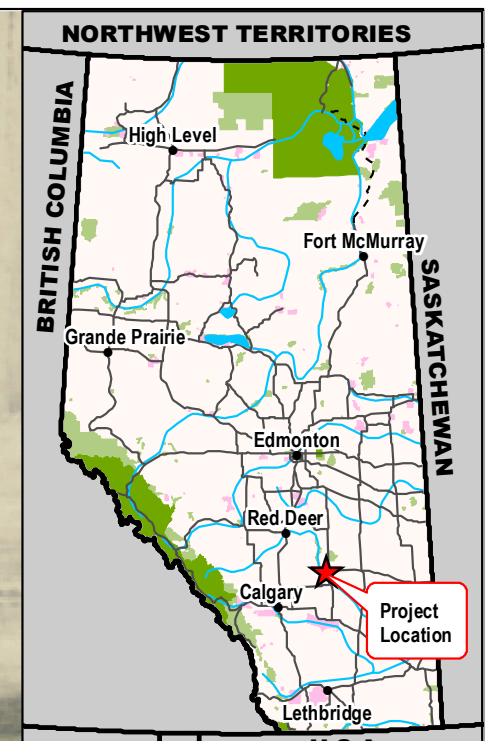 NORTHWEST TERRITORIES
BRITISH COLUMBIA
High Level
Fort McMurray
SASKATCHEWAN
Grande Prairie
Edmonton
Red Deer
Calgary
Project
Location
Lethbridge